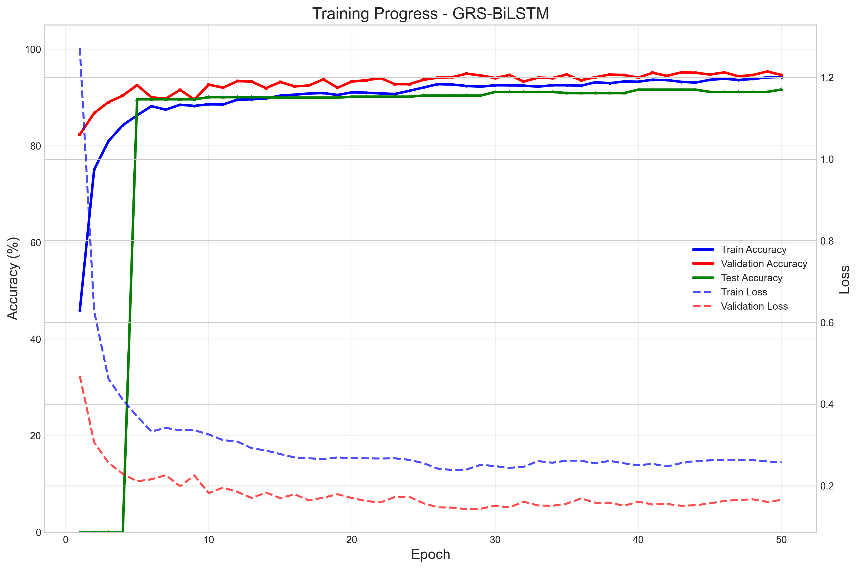 Training Progress - GRS-BiLSTM
Accuracy (%)
100
80
60
40
20
0
1.2
1.0
0.8
0.6
0.4
0.2
Loss
Train Accuracy
Validation Accuracy
Test Accuracy
Train Loss
Validation Loss
0 10 20 30 40 50
Epoch